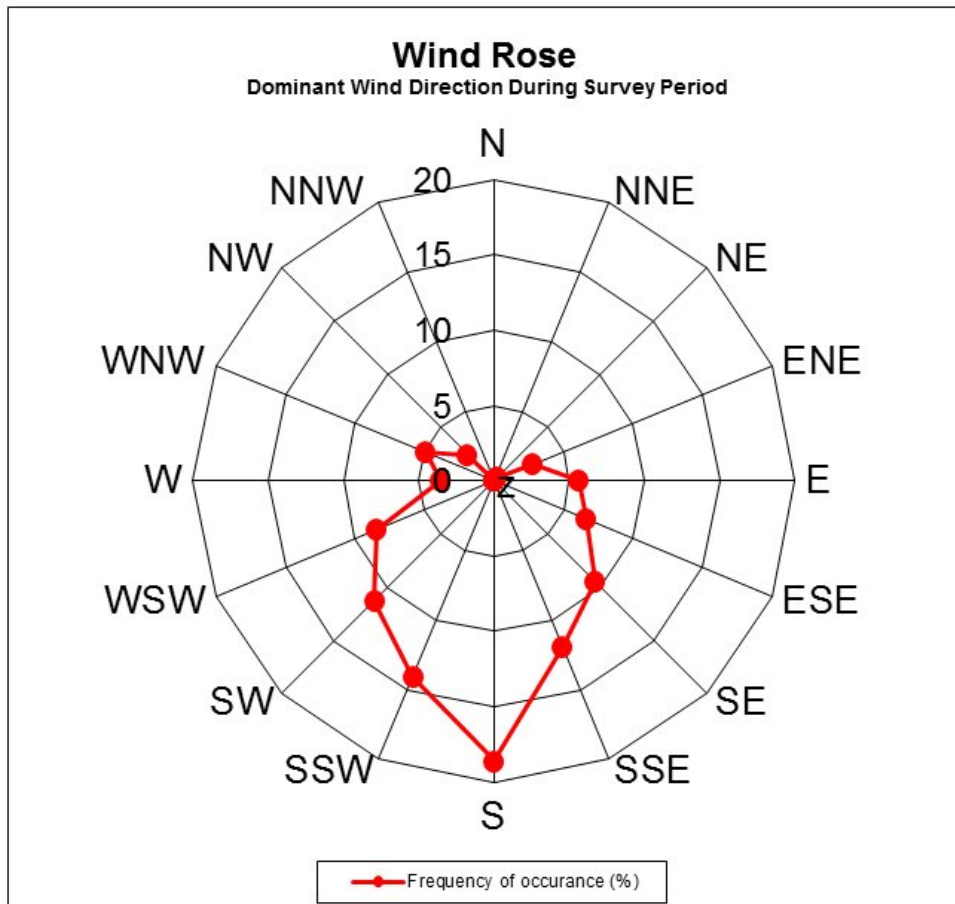 Wind Rose
Dominant Wind Direction During Survey Period
N
NNW
20
NNE
NW
15
NE
WNW
10
ENE
5
W
0
Z
E
WSW
ESE
SW
SE
SSW
SSE
S
Frequency of occurance (%)